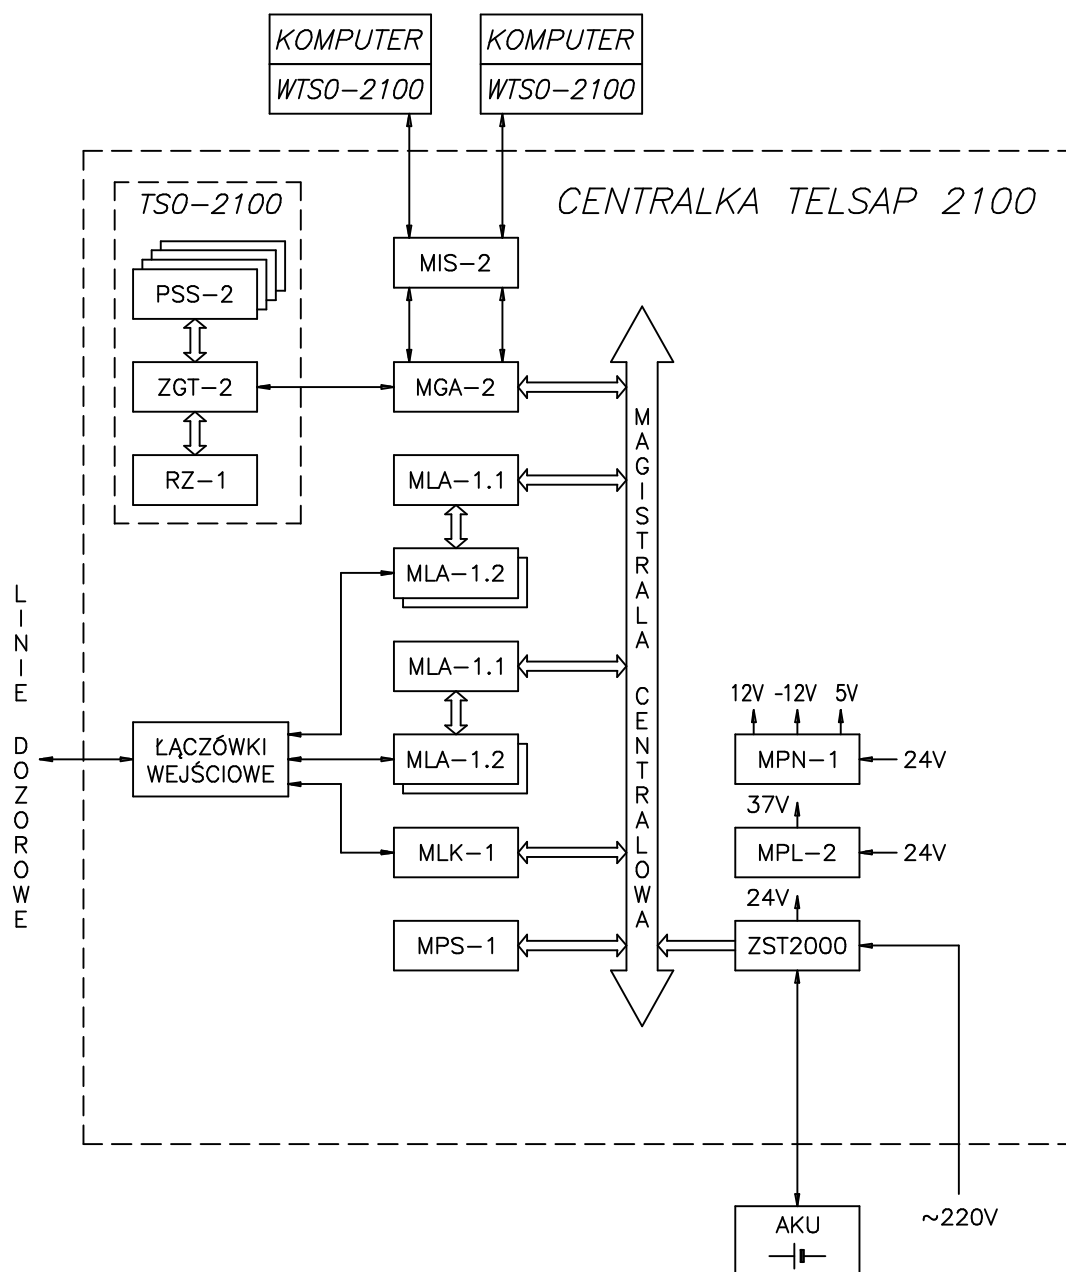 KOMPUTER
WTSO-2100
KOMPUTER
WTSO-2100
CENTRALKA TELSAP 2100
TSO-2100
PSS-2
ZGT-2
RZ-1
MIS-2
MGA-2
MLA-1.1
MLA-1.2
MLA-1.1
MLA-1.2
MLK-1
MPS-1
MAGISTRALA CENTRALOWA
LINIE DOZOROWE
ŁĄCZÓWKI
WEJŚCIOWE
12V -12V 5V
MPN-1
24V
37V
MPL-2
24V
24V
ZST2000
AKU
~220V